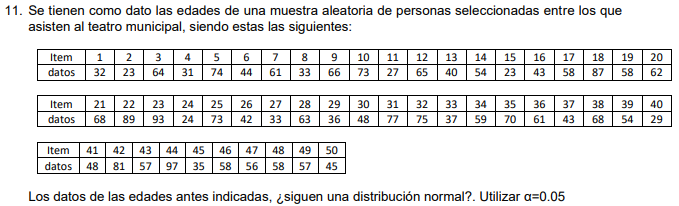 11. Se tienen como dato las edades de una muestra aleatoria de personas seleccionadas entre los que
asisten al teatro municipal, siendo estas las siguientes:
Item 1 2 3 4 5 6 7 8 9 10 11 12 13 14 15 16 17 18 19 20
datos 32 23 64 31 74 44 61 33 66 73 27 65 40 54 23 43 58 87 58 62
Item 21 22 23 24 25 26 27 28 29 30 31 32 33 34 35 36 37 38 39 40
datos 68 89 93 24 73 42 33 63 36 48 77 75 37 59 70 61 43 68 54 29
Item 41 42 43 44 45 46 47 48 49 50
datos 48 81 57 97 35 58 56 58 57 45
Los datos de las edades antes indicadas, ¿siguen una distribución normal?. Utilizar α=0.05